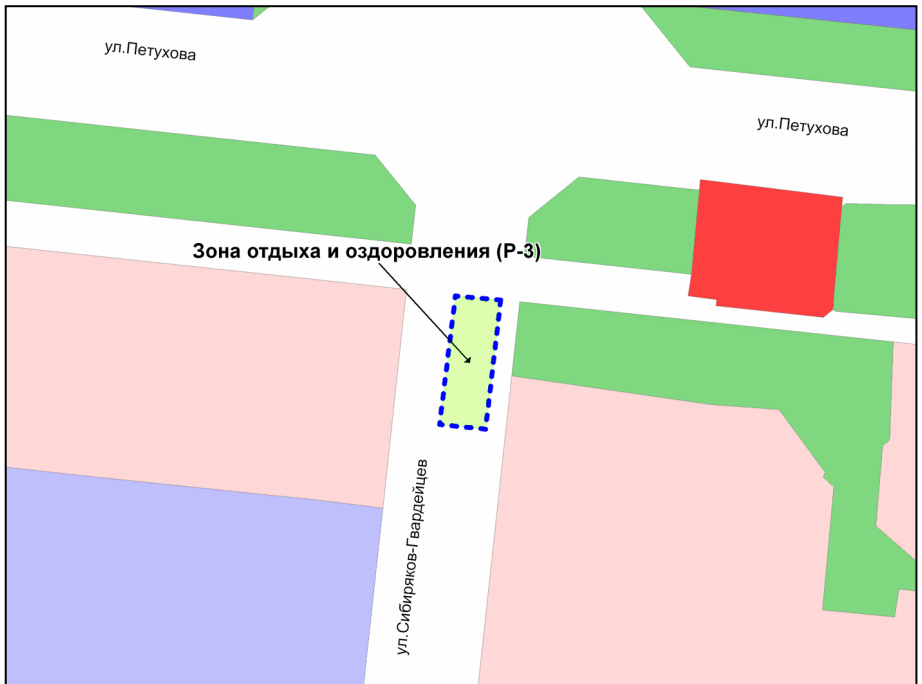 ул.Петухова
ул.Петухова
Зона отдыха и оздоровления (Р-3)
ул.Сибиряков-Гвардейцев